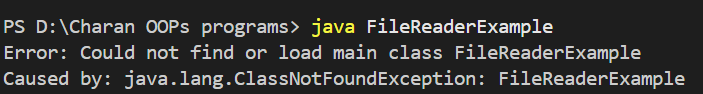 PS D:\Charan OOPs programs> java FileReaderExample
Error: Could not find or load main class FileReaderExample
Caused by: java.lang.ClassNotFoundException: FileReaderExample